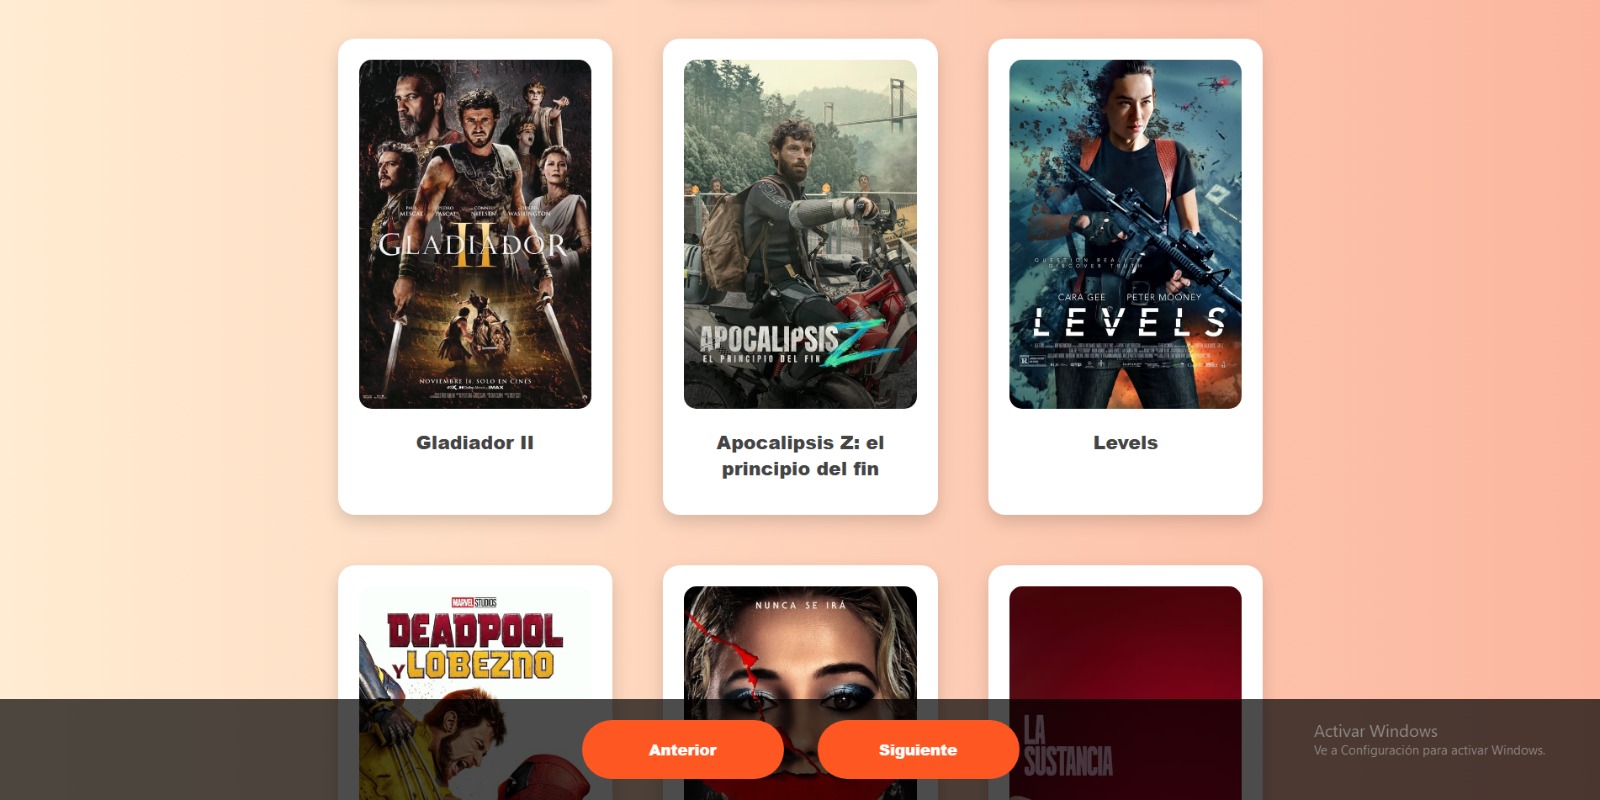 PAUL MESCAL PEDRO PASCAL CONNIE NIELSEN DENZEL WASHINGTON
GLADIADOR
II
NOVIEMBRE 14, SOLO EN CINES
IMAX
Gladiador II
APOCALIPSIS Z
EL PRINCIPIO DEL FIN
Apocalipsis Z: el
principio del fin
QUESTION REALITY
DISCOVER TRUTH
CARA GEE PETER MOONEY
LEVELS
R
Levels
MARVEL STUDIOS
DEADPOOL
Y LOBEZNO
NUNCA SE IRÁ
LA
SUSTANCIA
Anterior
Siguiente
Activar Windows
Ve a Configuración para activar Windows.